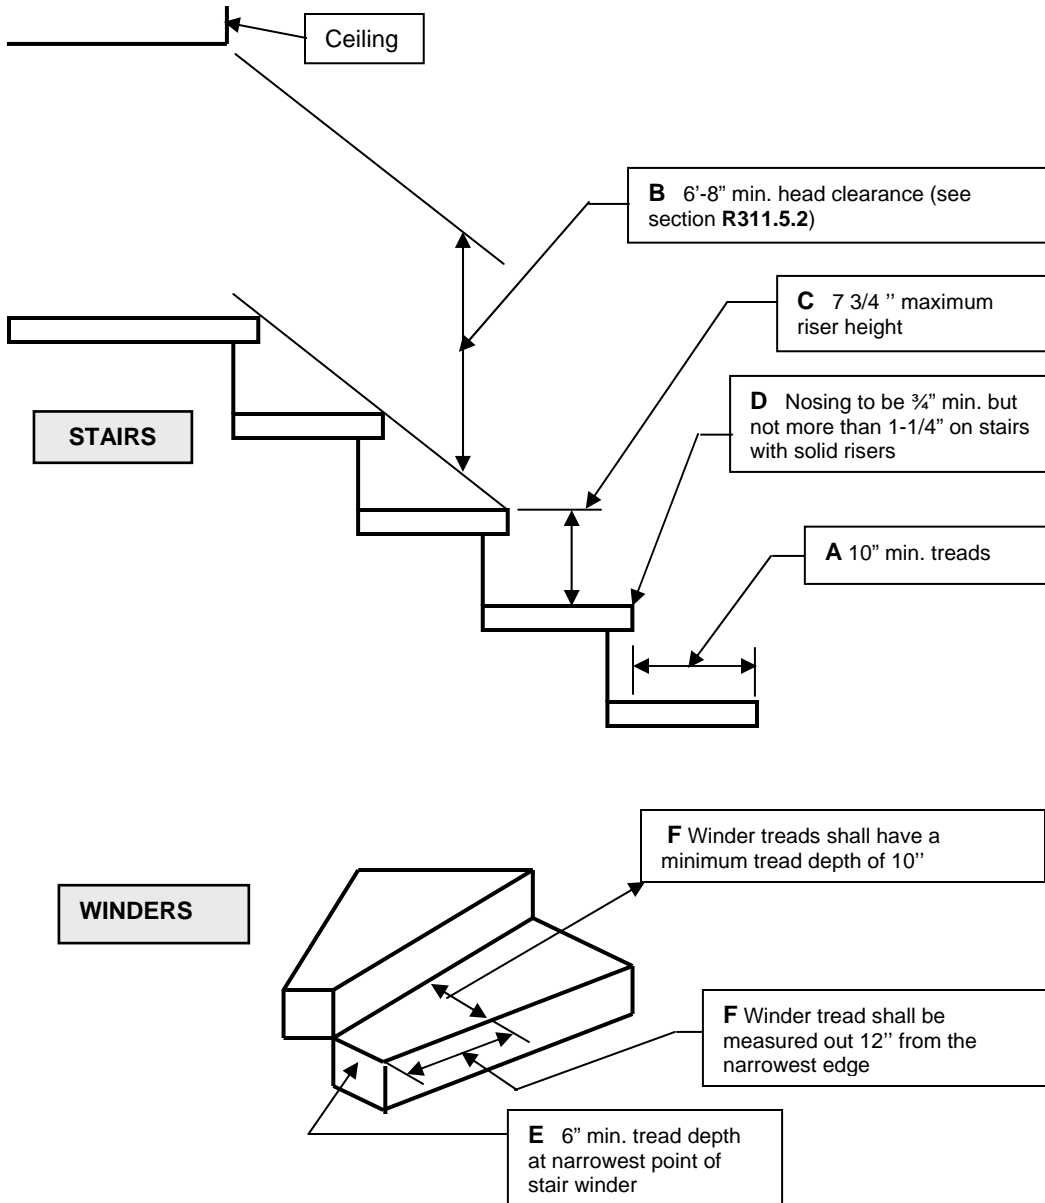 Ceiling
B 6’-8” min. head clearance (see
section R311.5.2)
C 7 3/4 ’’ maximum
riser height
D Nosing to be ¾” min. but
not more than 1-1/4” on stairs
with solid risers
STAIRS
A 10” min. treads
F Winder treads shall have a
minimum tread depth of 10’’
WINDERS
F Winder tread shall be
measured out 12’’ from the
narrowest edge
E 6” min. tread depth
at narrowest point of
stair winder